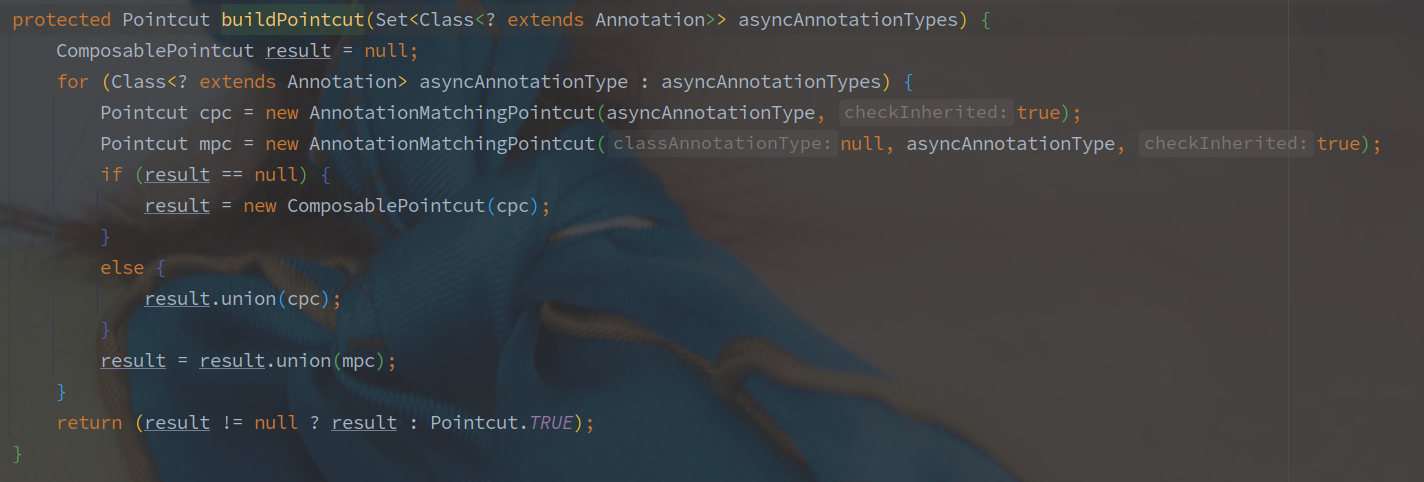 protected Pointcut buildPointcut(Set<Class<? extends Annotation>> asyncAnnotationTypes) {
    ComposablePointcut result = null;
    for (Class<? extends Annotation> asyncAnnotationType : asyncAnnotationTypes) {
        Pointcut cpc = new AnnotationMatchingPointcut(asyncAnnotationType, checkInherited: true);
        Pointcut mpc = new AnnotationMatchingPointcut( classAnnotationType: null, asyncAnnotationType, checkInherited: true);
        if (result == null) {
            result = new ComposablePointcut(cpc);
        }
        else {
            result.union(cpc);
        }
        result = result.union(mpc);
    }
    return (result != null ? result : Pointcut.TRUE);
}